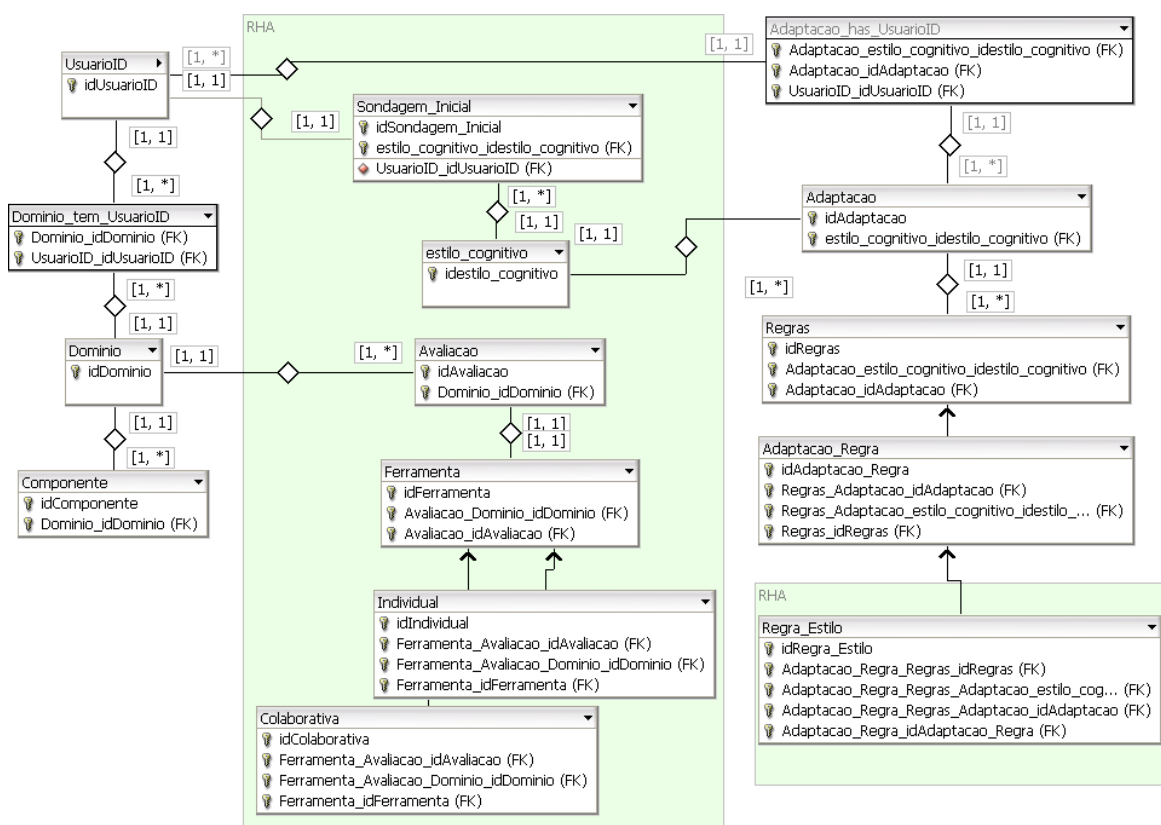 RHA
UsuarioID
idUsuarioID
[1, *]
[1, 1]
[1, 1]
Adaptacao_has_UsuarioID
Adaptacao_estilo_cognitivo_idestilo_cognitivo (FK)
Adaptacao_idAdaptacao (FK)
UsuarioID_idUsuarioID (FK)
[1, 1]
Sondagem_Inicial
idSondagem_Inicial
estilo_cognitivo_idestilo_cognitivo (FK)
UsuarioID_idUsuarioID (FK)
[1, 1]
[1, *]
[1, 1]
[1, *]
Dominio_tem_UsuarioID
Dominio_idDominio (FK)
UsuarioID_idUsuarioID (FK)
[1, *]
[1, 1]
[1, *]
[1, 1]
estilo_cognitivo
idestilo_cognitivo
[1, 1]
Adaptacao
idAdaptacao
estilo_cognitivo_idestilo_cognitivo (FK)
[1, *]
[1, 1]
[1, *]
Dominio
idDominio
[1, 1]
[1, *]
Avaliacao
idAvaliacao
Dominio_idDominio (FK)
Regras
idRegras
Adaptacao_estilo_cognitivo_idestilo_cognitivo (FK)
Adaptacao_idAdaptacao (FK)
[1, 1]
[1, *]
[1, 1]
[1, 1]
Componente
idComponente
Dominio_idDominio (FK)
Ferramenta
idFerramenta
Avaliacao_Dominio_idDominio (FK)
Avaliacao_idAvaliacao (FK)
Adaptacao_Regra
idAdaptacao_Regra
Regras_Adaptacao_idAdaptacao (FK)
Regras_Adaptacao_estilo_cognitivo_idestilo_... (FK)
Regras_idRegras (FK)
Individual
idIndividual
Ferramenta_Avaliacao_idAvaliacao (FK)
Ferramenta_Avaliacao_Dominio_idDominio (FK)
Ferramenta_idFerramenta (FK)
RHA
Regra_Estilo
idRegra_Estilo
Adaptacao_Regra_Regras_idRegras (FK)
Adaptacao_Regra_Regras_Adaptacao_estilo_cog... (FK)
Adaptacao_Regra_Regras_Adaptacao_idAdaptacao (FK)
Adaptacao_Regra_idAdaptacao_Regra (FK)
Colaborativa
idColaborativa
Ferramenta_Avaliacao_idAvaliacao (FK)
Ferramenta_Avaliacao_Dominio_idDominio (FK)
Ferramenta_idFerramenta (FK)